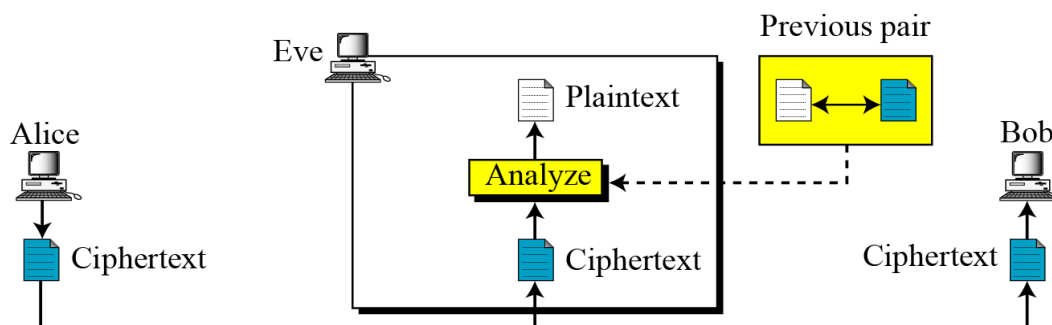 Previous pair
Eve
Plaintext
Alice
Bob
Analyze
Ciphertext
Ciphertext
Ciphertext